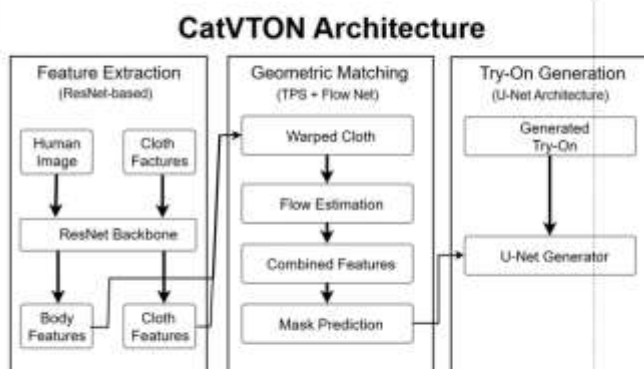 CatVTON Architecture
Feature Extraction
(ResNet-based)
Human
Image
Cloth
Factures
ResNet Backbone
Body
Features
Cloth
Features
Geometric Matching
(TPS + Flow Net)
Warped Cloth
Flow Estimation
Combined Features
Mask Prediction
Try-On Generation
(U-Net Architecture)
Generated
Try-On
U-Net Generator